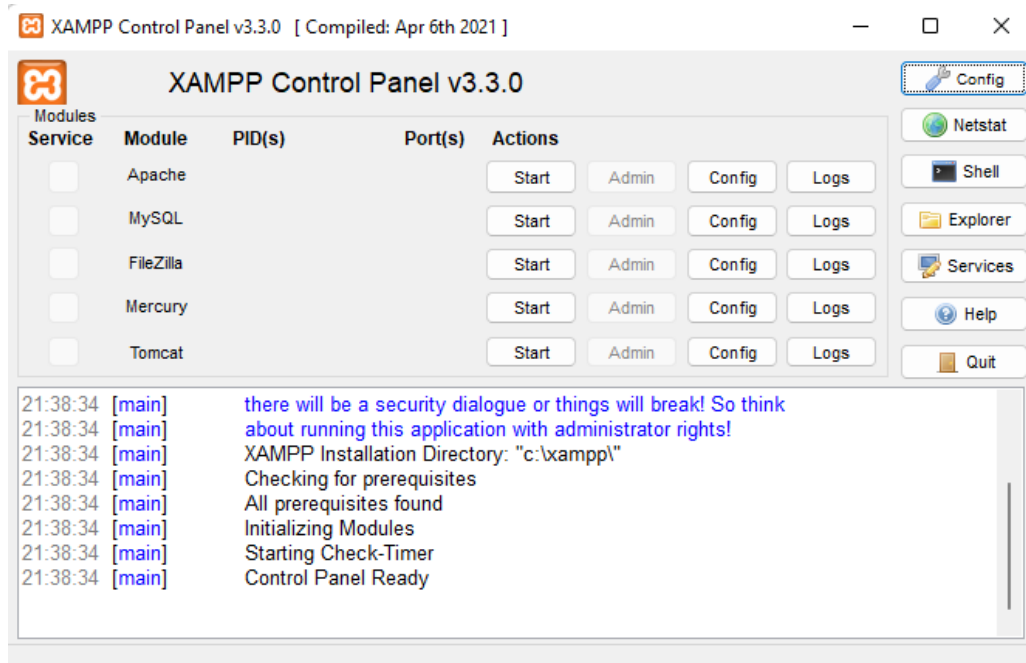 XAMPP Control Panel v3.3.0 [ Compiled: Apr 6th 2021 ]
XAMPP Control Panel v3.3.0
Config
Modules
Service Module PID(s) Port(s) Actions
Netstat
Apache Start Admin Config Logs
Shell
MySQL Start Admin Config Logs
Explorer
FileZilla Start Admin Config Logs
Services
Mercury Start Admin Config Logs
Help
Tomcat Start Admin Config Logs
Quit
21:38:34 [main] there will be a security dialogue or things will break! So think
21:38:34 [main] about running this application with administrator rights!
21:38:34 [main] XAMPP Installation Directory: "c:\xampp\"
21:38:34 [main] Checking for prerequisites
21:38:34 [main] All prerequisites found
21:38:34 [main] Initializing Modules
21:38:34 [main] Starting Check-Timer
21:38:34 [main] Control Panel Ready